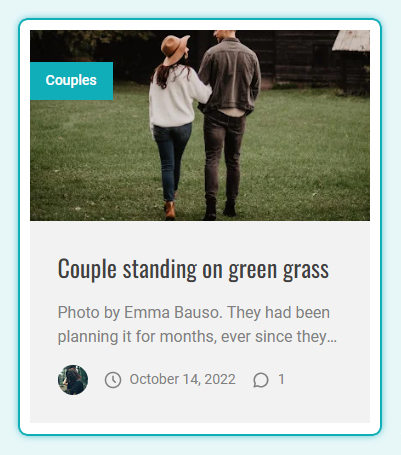 Couples
Couple standing on green grass
Photo by Emma Bauso. They had been
planning it for months, ever since they...
October 14, 2022 1